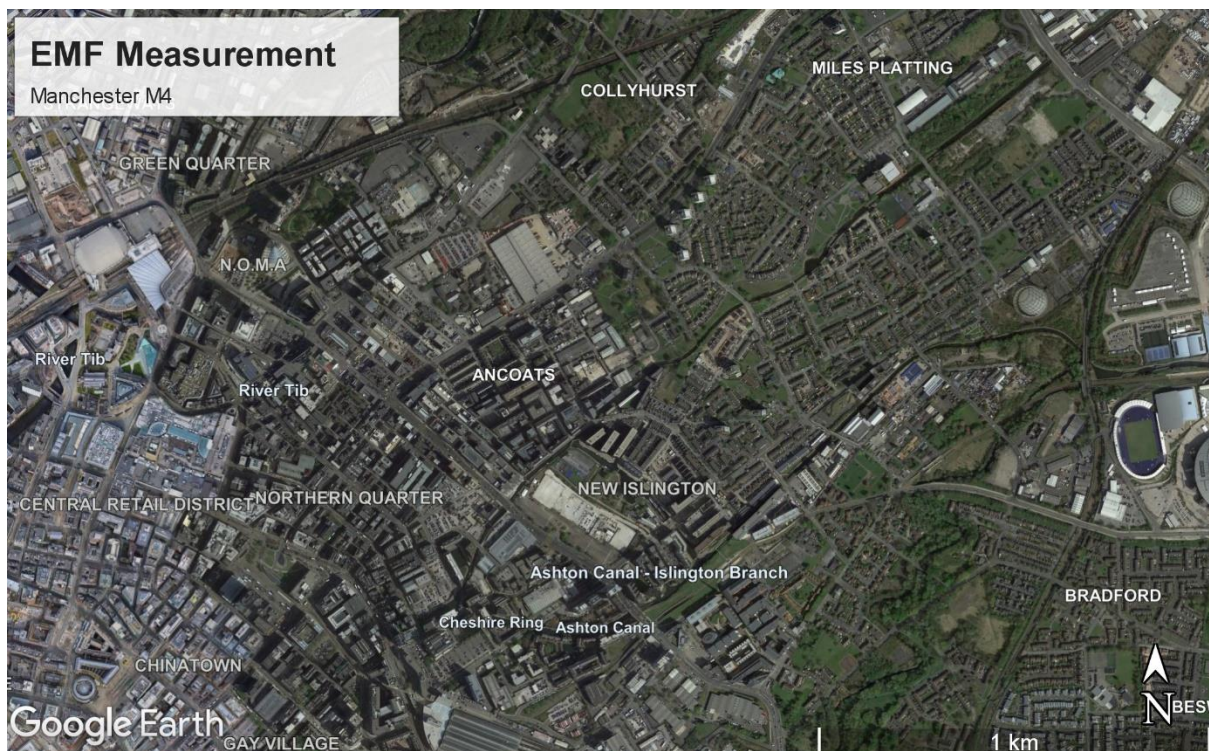 EMF Measurement
Manchester M4
MILES PLATTING
COLLYHURST
GREEN QUARTER
N.O.M.A
River Tib
ANCOATS
River Tib
NEW ISLINGTON
CENTRAL RETAIL DISTRICT
NORTHERN QUARTER
Ashton Canal - Islington Branch
BRADFORD
Cheshire Ring
Ashton Canal
CHINATOWN
N
BESW
Google Earth
GAY VILLAGE
1 km